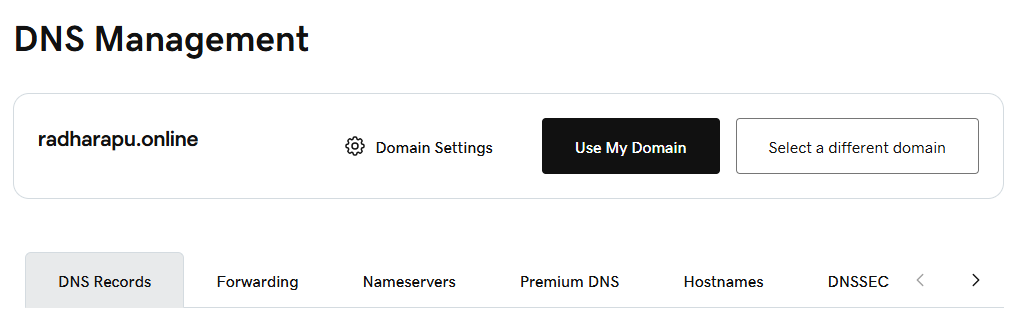 DNS Management
radharapu.online
Domain Settings
Use My Domain
Select a different domain
DNS Records
Forwarding
Nameservers
Premium DNS
Hostnames
DNSSEC